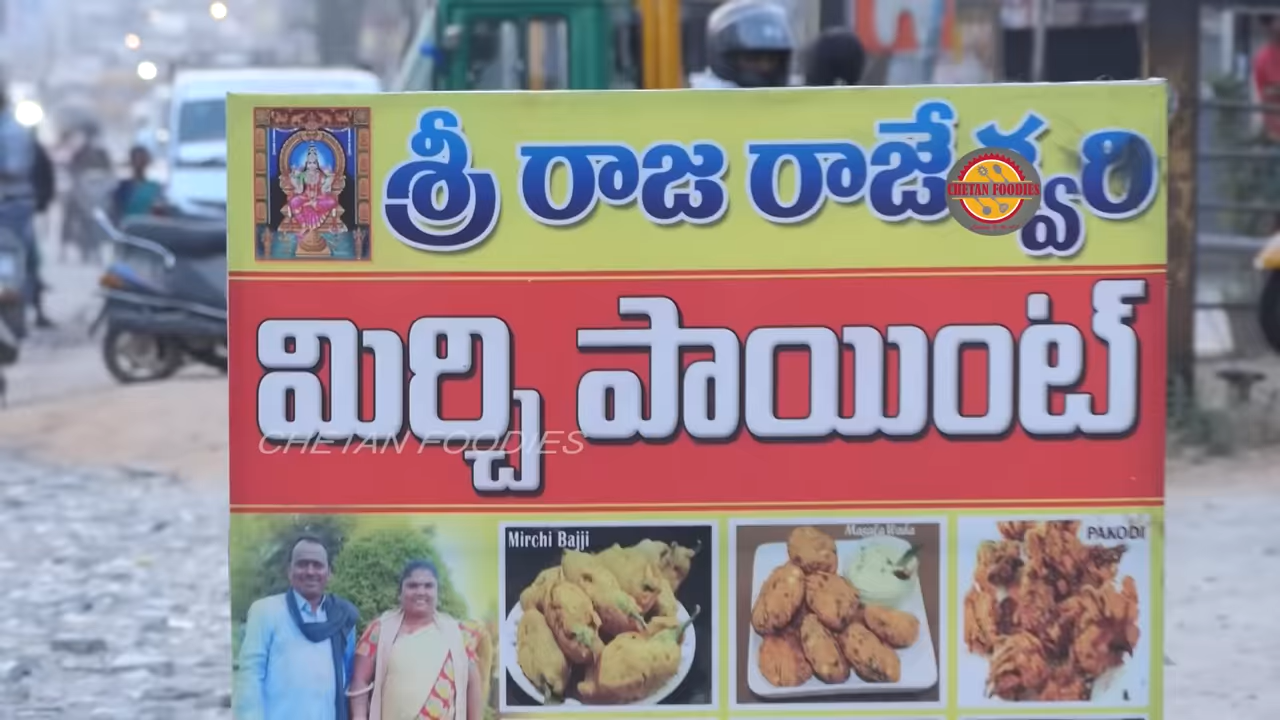 శ్రీ రాజ రాజేశ్వరి
CHETAN FOODIES
మిర్చి పాయింట్
CHETAN FOODIES
Mirchi Bajji
Masala Wada
PAKODI